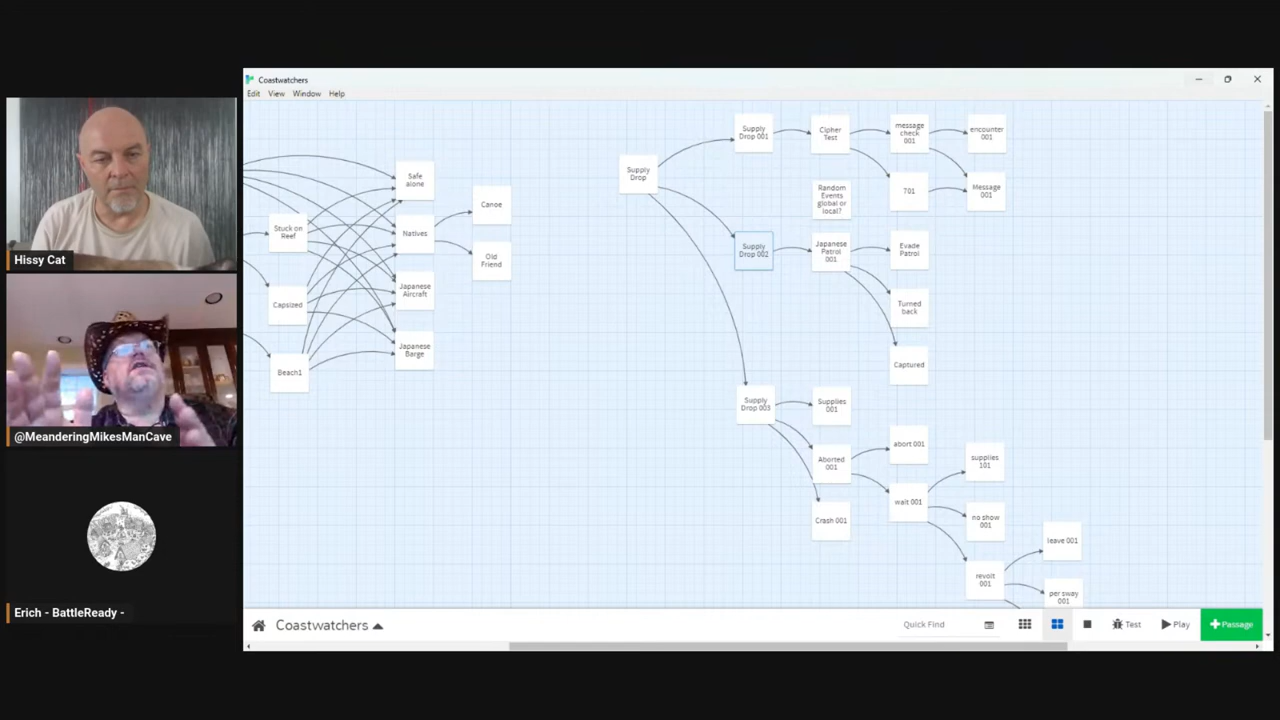 Coastwatchers
Edit View Window Help
Hissy Cat
@MeanderingMikesManCave
Erich - BattleReady -
Stuck on
Reef
Capsized
Beach1
Safe
alone
Natives
Japanese
Aircraft
Japanese
Barge
Canoe
Old
Friend
Supply
Drop
Supply
Drop 001
Cipher
Test
message
check
001
encounter
001
Random
Events
global or
local?
701
Message
001
Supply
Drop 002
Japanese
Patrol
001
Evade
Patrol
Turned
back
Captured
Supply
Drop 003
Supplies
001
Aborted
001
Crash 001
abort 001
wait 001
supplies
101
no show
001
revolt
001
leave 001
per sway
001
Coastwatchers
Quick Find
Test
Play
Passage